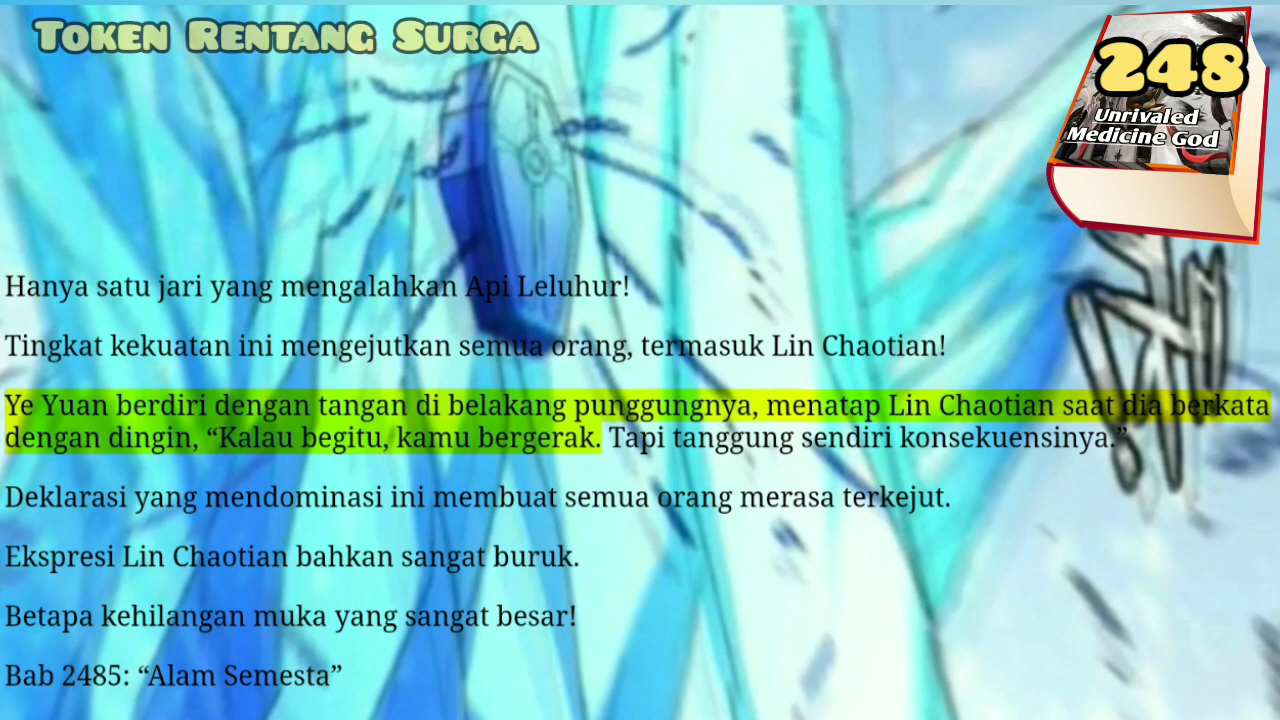 Token Rentang Surga
248
Unrivaled
Medicine God
Hanya satu jari yang mengalahkan Api Leluhur!
Tingkat kekuatan ini mengejutkan semua orang, termasuk Lin Chaotian!
Ye Yuan berdiri dengan tangan di belakang punggungnya, menatap Lin Chaotian saat dia berkata
dengan dingin, “Kalau begitu, kamu bergerak. Tapi tanggung sendiri konsekuensinya.”
Deklarasi yang mendominasi ini membuat semua orang merasa terkejut.
Ekspresi Lin Chaotian bahkan sangat buruk.
Betapa kehilangan muka yang sangat besar!
Bab 2485: “Alam Semesta”